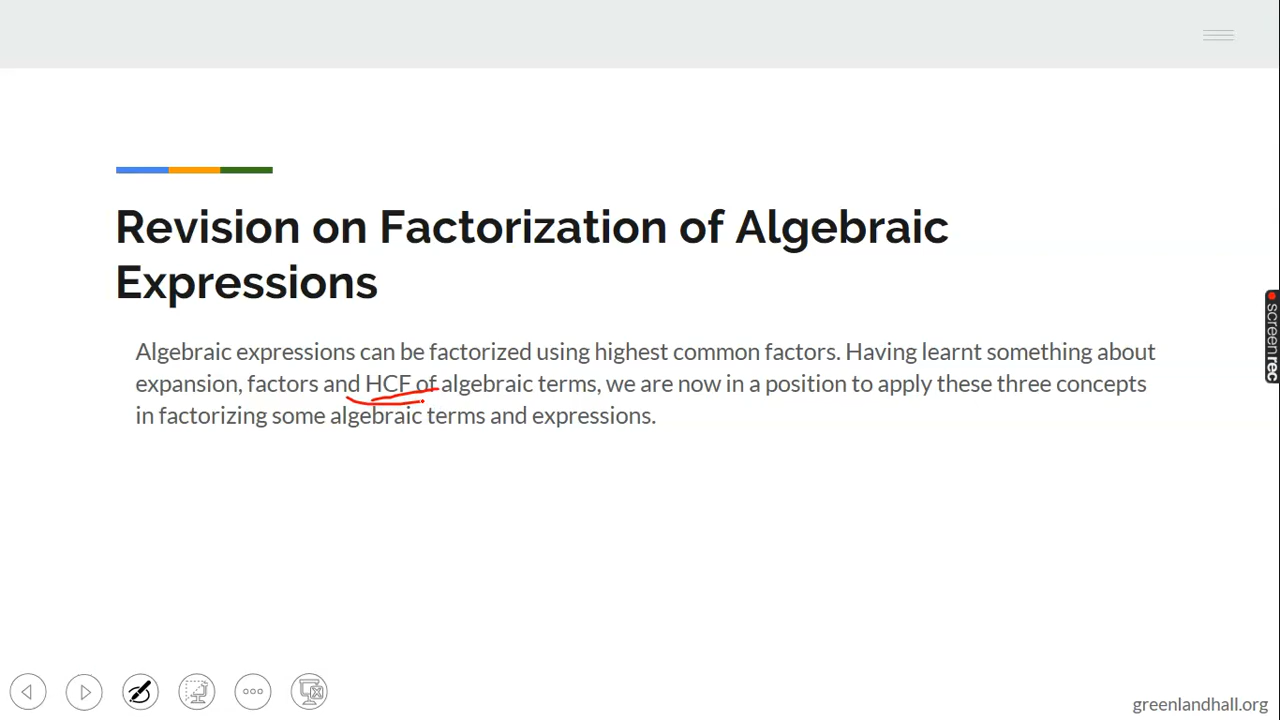 Revision on Factorization of Algebraic
Expressions
Algebraic expressions can be factorized using highest common factors. Having learnt something about
expansion, factors and HCF of algebraic terms, we are now in a position to apply these three concepts
in factorizing some algebraic terms and expressions.
screenrec
greenlandhall.org